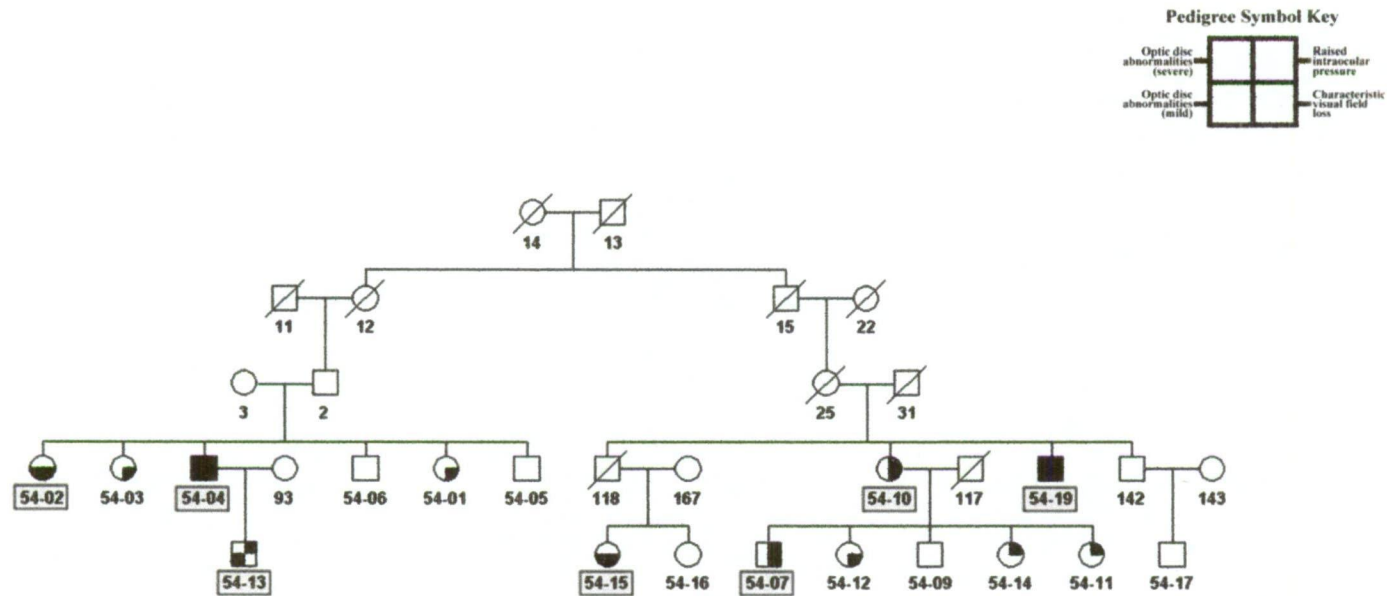 Pedigree Symbol Key
Optic disc
abnormalities
(severe)
Raised
intraocular
pressure
Optic disc
abnormalities
(mild)
Characteristic
visual field
loss
14 13
11 12 15 22
3 2 25 31
54-02 54-03 54-04 93 54-06 54-01 54-05 118 167 54-10 117 54-19 142 143
54-13 54-15 54-16 54-07 54-12 54-09 54-14 54-11 54-17